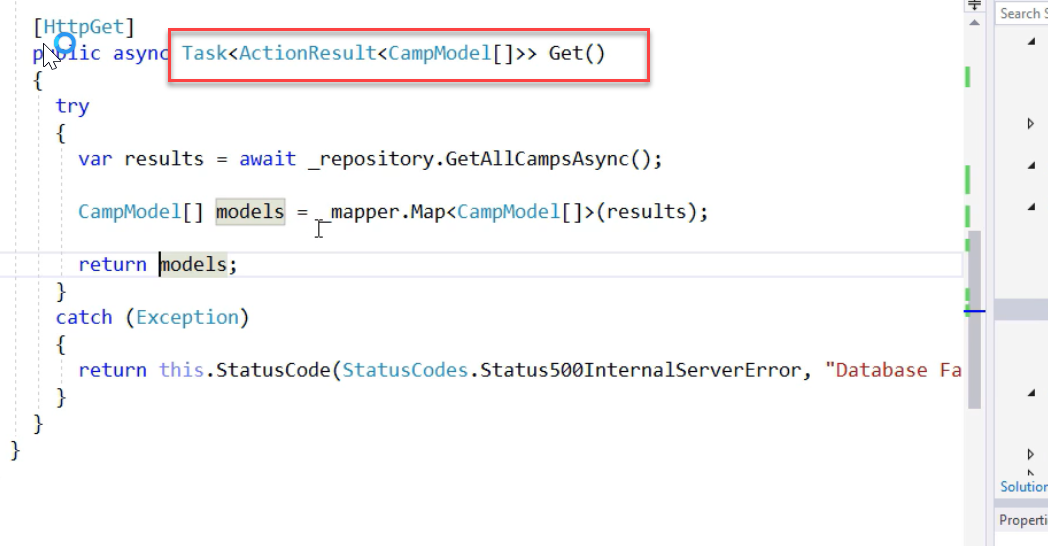 Search S
[HttpGet]
public async Task<ActionResult<CampModel[]>> Get()
{
try
{
var results = await _repository.GetAllCampsAsync();
CampModel[] models = _mapper.Map<CampModel[]>(results);
return models;
}
catch (Exception)
{
return this.StatusCode(StatusCodes.Status500InternalServerError, "Database Fa
}
}
}
Solution
Properti